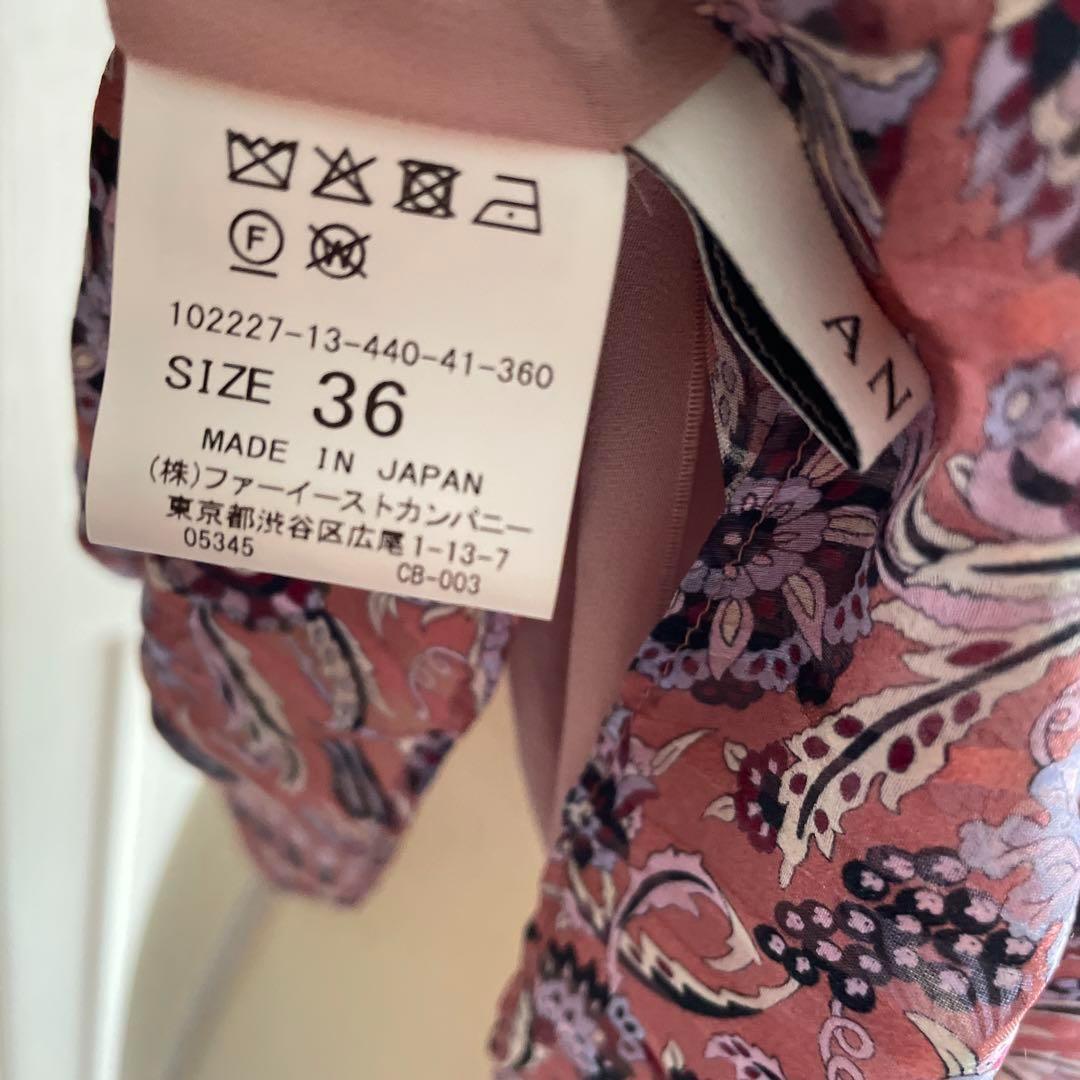 F
W
102227-13-440-41-360
SIZE 36
MADE IN JAPAN
(株)ファーイーストカンパニー
東京都渋谷区広尾1-13-7
05345
CB-003
AN